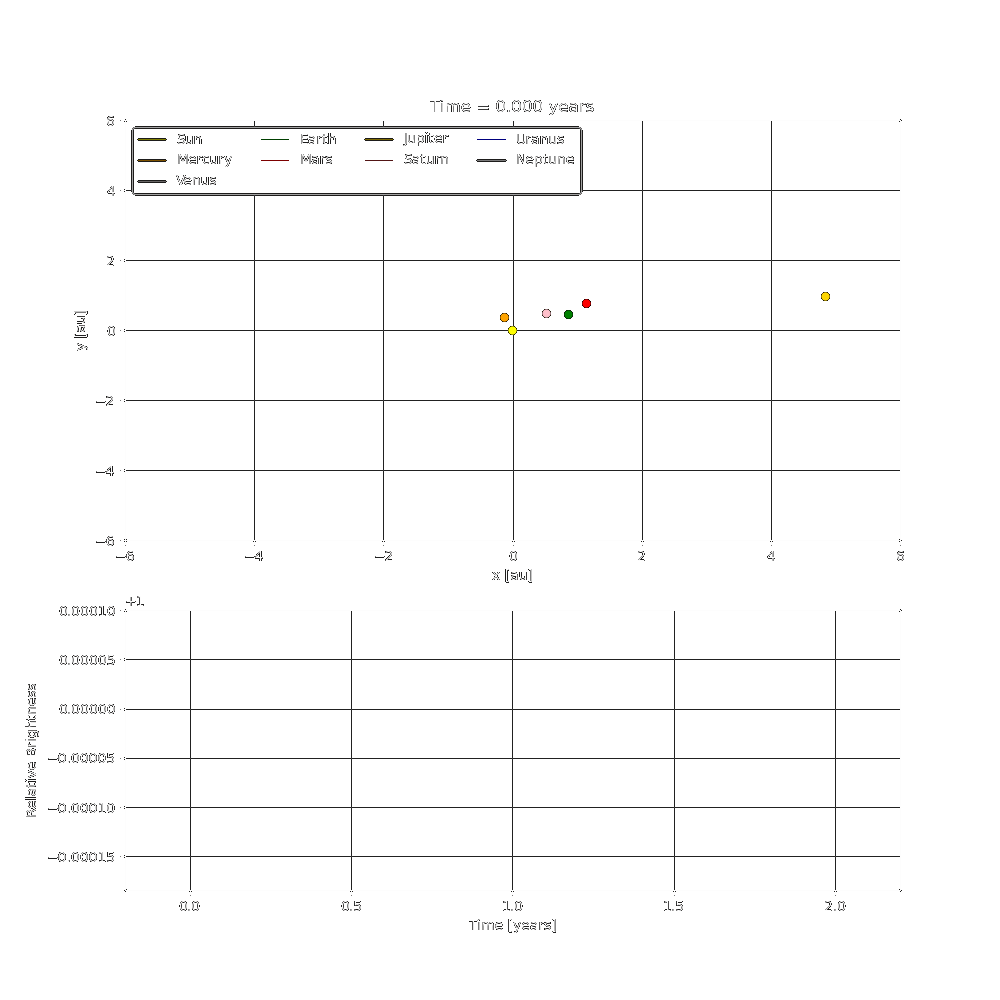 Time = 0.000 years
Sun Earth Jupiter Uranus
Mercury Mars Saturn Neptune
Venus
6
4
2
0
−2
−4
−6
y [au]
−6 −4 −2 0 2 4 6
x [au]
+1
0.00010
0.00005
0.00000
−0.00005
−0.00010
−0.00015
Relative Brightness
0.0 0.5 1.0 1.5 2.0
Time [years]